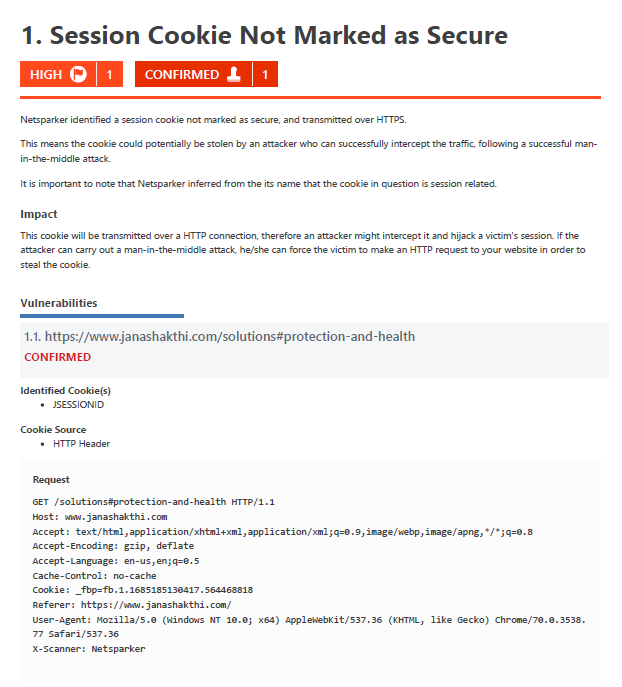 1. Session Cookie Not Marked as Secure
HIGH 1 CONFIRMED 1
Netsparker identified a session cookie not marked as secure, and transmitted over HTTPS.
This means the cookie could potentially be stolen by an attacker who can successfully intercept the traffic, following a successful man-
in-the-middle attack.
It is important to note that Netsparker inferred from the its name that the cookie in question is session related.
Impact
This cookie will be transmitted over a HTTP connection, therefore an attacker might intercept it and hijack a victim's session. If the
attacker can carry out a man-in-the-middle attack, he/she can force the victim to make an HTTP request to your website in order to
steal the cookie.
Vulnerabilities
1.1. https://www.janashakthi.com/solutions#protection-and-health
CONFIRMED
Identified Cookie(s)
• JSESSIONID
Cookie Source
• HTTP Header
Request
GET /solutions#protection-and-health HTTP/1.1
Host: www.janashakthi.com
Accept: text/html,application/xhtml+xml,application/xml;q=0.9,image/webp,image/apng,*/*;q=0.8
Accept-Encoding: gzip, deflate
Accept-Language: en-us,en;q=0.5
Cache-Control: no-cache
Cookie: _fbp=fb.1.1685185130417.564468818
Referer: https://www.janashakthi.com/
User-Agent: Mozilla/5.0 (Windows NT 10.0; x64) AppleWebKit/537.36 (KHTML, like Gecko) Chrome/70.0.3538.
77 Safari/537.36
X-Scanner: Netsparker